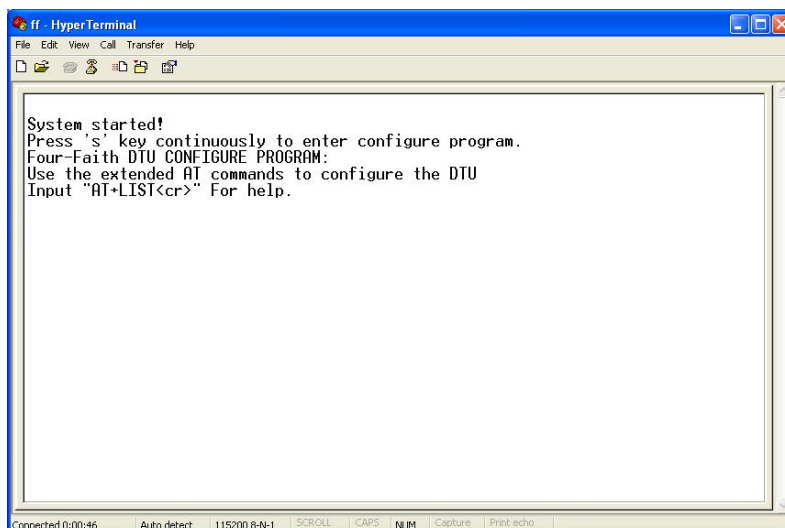 ff - HyperTerminal
File Edit View Call Transfer Help
System started!
Press 's' key continuously to enter configure program.
Four-Faith DTU CONFIGURE PROGRAM:
Use the extended AT commands to configure the DTU
Input "AT+LIST<cr>" For help.
Connected 0:00:46 Auto detect 115200 8-N-1 SCROLL CAPS NUM Capture Print echo